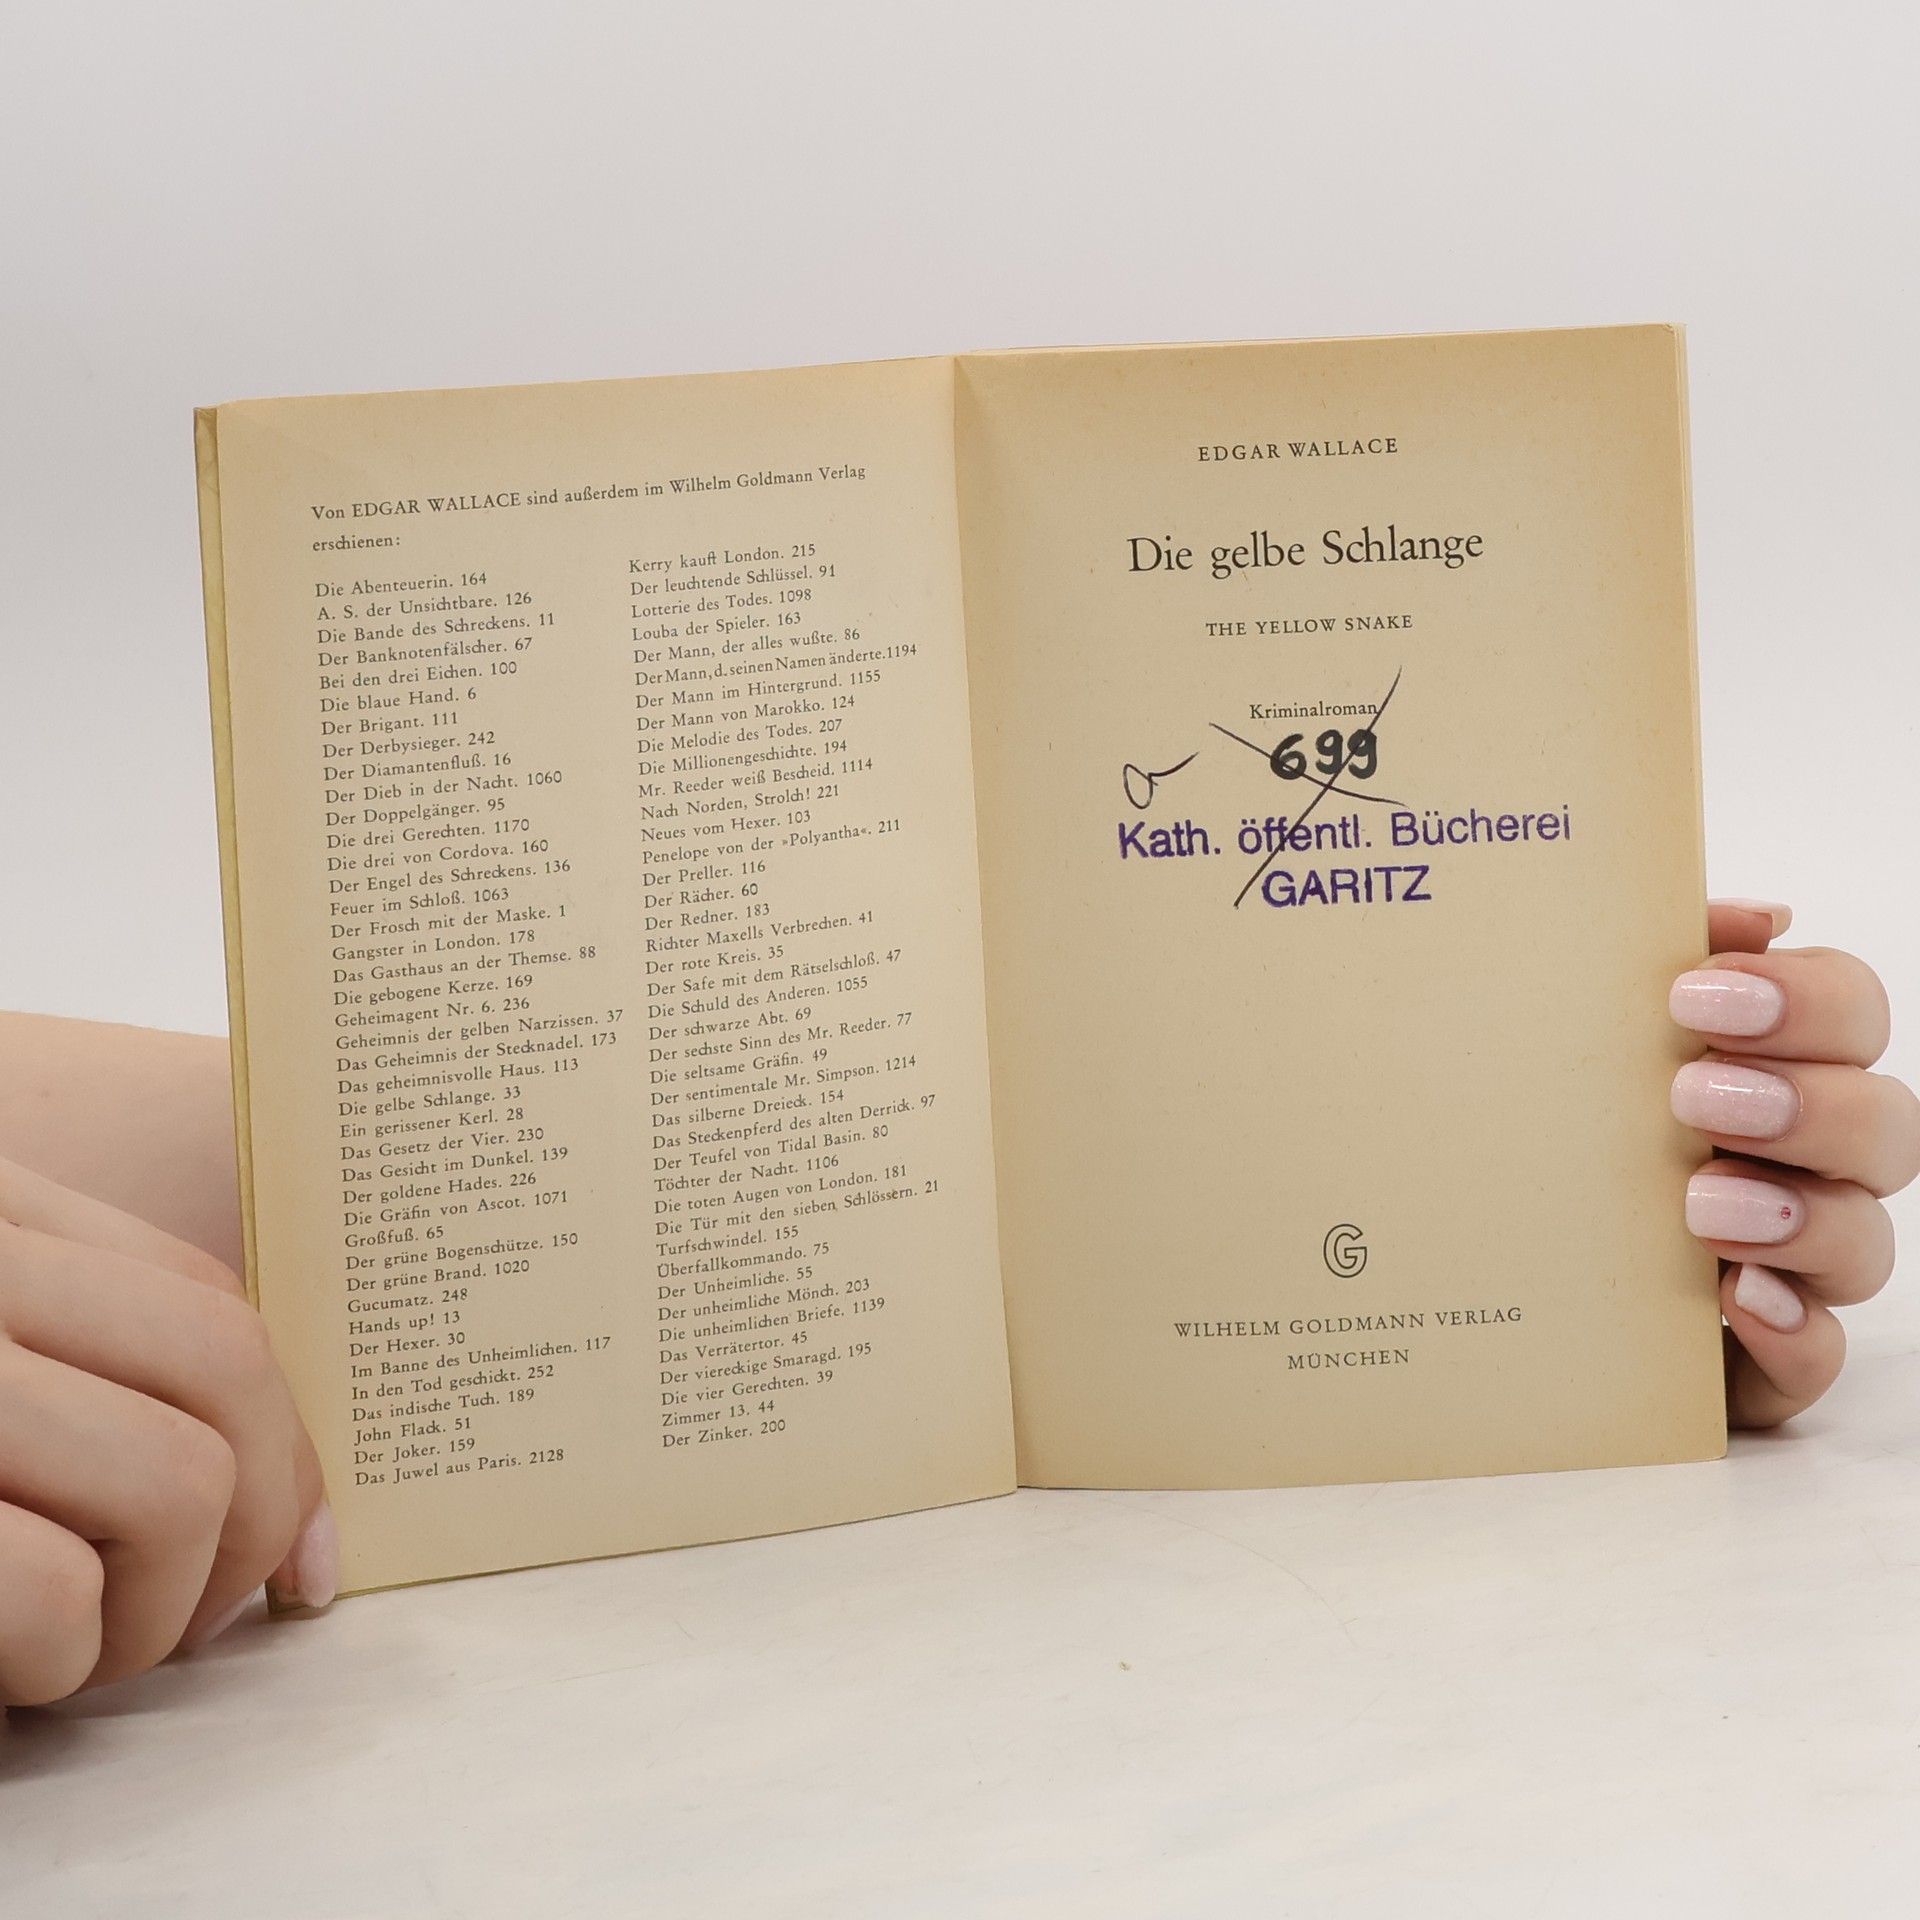 Von EDGAR WALLACE sind außerdem im Wilhelm Goldmann Verlag
erschienen:
Die Abenteuerin. 164
A. S. der Unsichtbare. 126
Die Bande des Schreckens. 11
Der Banknotenfälscher. 67
Bei den drei Eichen. 100
Die blaue Hand. 6
Der Brigant. 111
Der Derbysieger. 242
Der Diamantenfluß. 16
Der Dieb in der Nacht. 1060
Der Doppelgänger. 95
Die drei Gerechten. 1170
Die drei von Cordova. 160
Der Engel des Schreckens. 136
Feuer im Schloß. 1063
Der Frosch mit der Maske. 1
Gangster in London. 178
Das Gasthaus an der Themse. 88
Die gebogene Kerze. 169
Geheimagent Nr. 6. 236
Geheimnis der gelben Narzissen. 37
Das Geheimnis der Stecknadel. 173
Das geheimnisvolle Haus. 113
Die gelbe Schlange. 33
Ein gerissener Kerl. 28
Das Gesetz der Vier. 230
Das Gesicht im Dunkel. 139
Der goldene Hades. 226
Die Gräfin von Ascot. 1071
Großfuß. 65
Der grüne Bogenschütze. 150
Der grüne Brand. 1020
Gucumatz. 248
Hands up! 13
Der Hexer. 30
Im Banne des Unheimlichen. 117
In den Tod geschickt. 252
Das indische Tuch. 189
John Flack. 51
Der Joker. 159
Das Juwel aus Paris. 2128
Kerry kauft London. 215
Der leuchtende Schlüssel. 91
Lotterie des Todes. 1098
Louba der Spieler. 163
Der Mann, der alles wußte. 86
Der Mann, d. seinen Namen änderte. 1194
Der Mann im Hintergrund. 1155
Der Mann von Marokko. 124
Die Melodie des Todes. 207
Die Millionengeschichte. 194
Mr. Reeder weiß Bescheid. 1114
Nach Norden, Strolch! 221
Neues vom Hexer. 103
Penelope von der »Polyantha«. 211
Der Preller. 116
Der Rächer. 60
Der Redner. 183
Richter Maxells Verbrechen. 41
Der rote Kreis. 35
Der Safe mit dem Rätselschloß. 47
Die Schuld des Anderen. 1055
Der schwarze Abt. 69
Der sechste Sinn des Mr. Reeder. 77
Die seltsame Gräfin. 49
Der sentimentale Mr. Simpson. 1214
Das silberne Dreieck. 154
Das Steckenpferd des alten Derrick. 97
Der Teufel von Tidal Basin. 80
Töchter der Nacht. 1106
Die toten Augen von London. 181
Die Tür mit den sieben Schlössern. 21
Turfschwindel. 155
Überfallkommando. 75
Der Unheimliche. 55
Der unheimliche Mönch. 203
Die unheimlichen Briefe. 1139
Das Verrätertor. 45
Der viereckige Smaragd. 195
Die vier Gerechten. 39
Zimmer 13. 44
Der Zinker. 200
EDGAR WALLACE
Die gelbe Schlange
THE YELLOW SNAKE
Kriminalroman
699
Kath. öffentl. Bücherei
GARITZ
G
WILHELM GOLDMANN VERLAG
MÜNCHEN